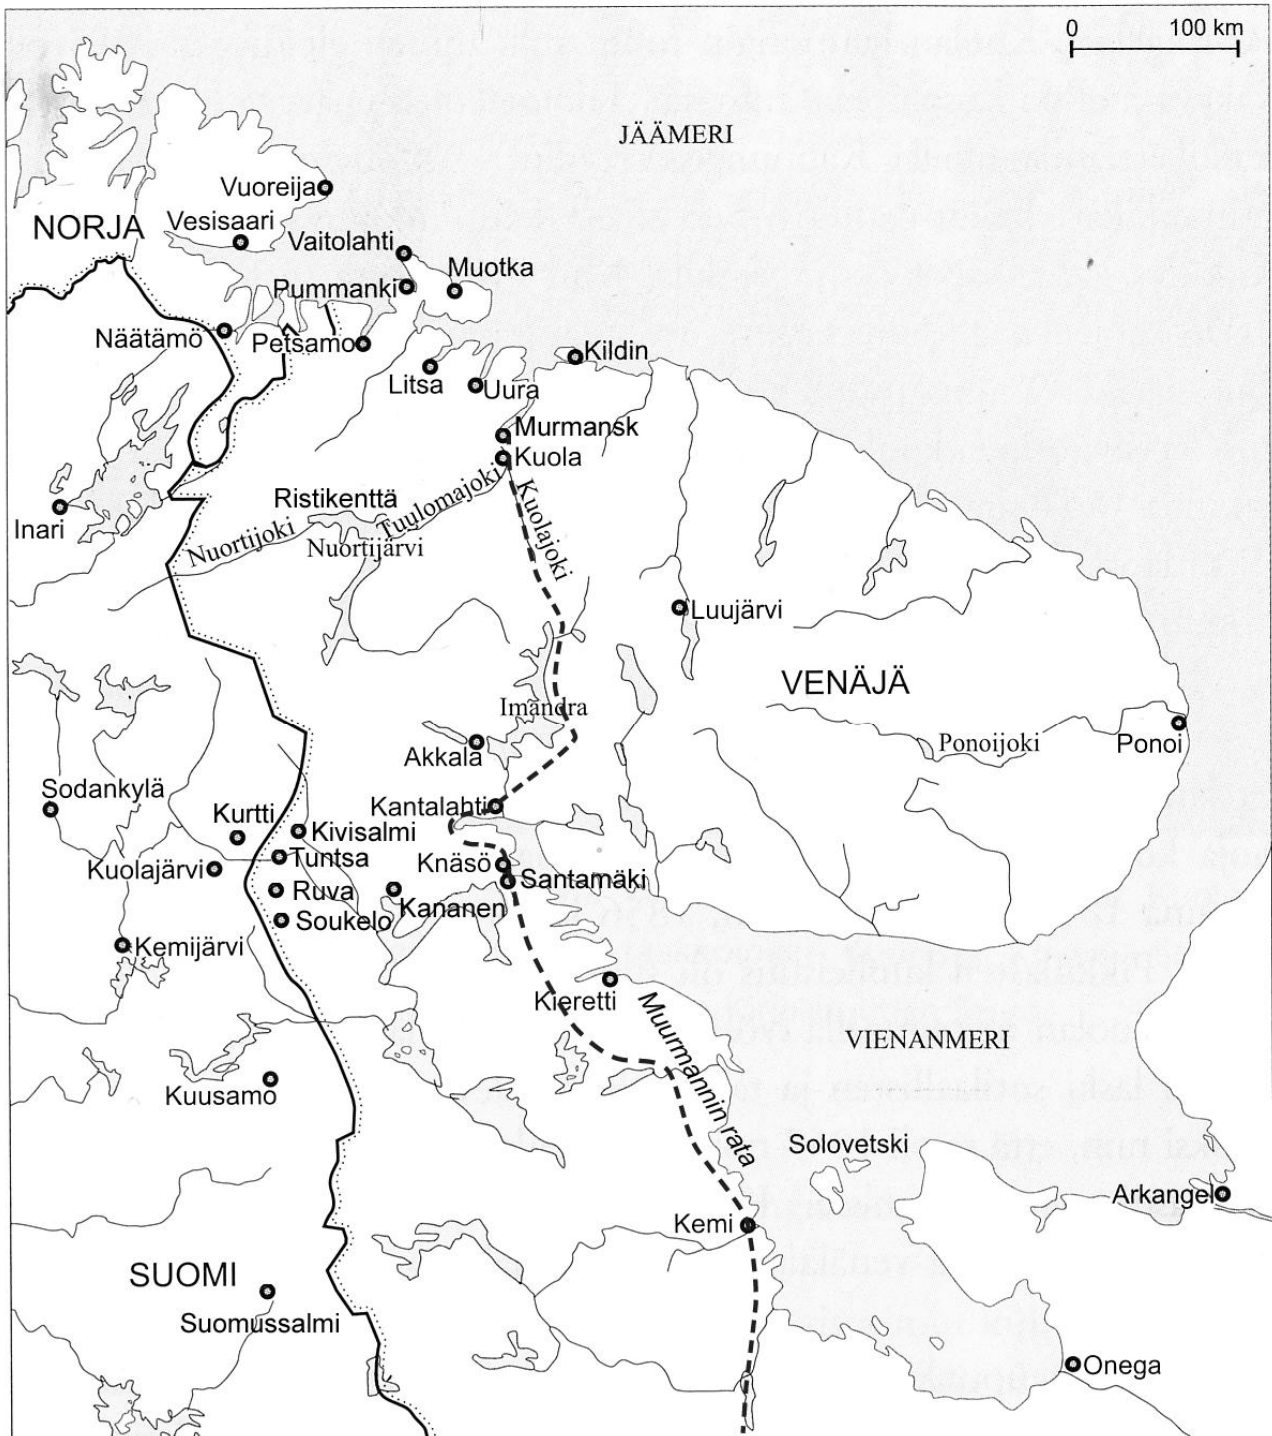 0 100 km
JÄÄMERI
Vuoreija
Vesisaari
NORJA
Vaitolahti
Muotka
Pummanki
Näätämö
Petsamo
Kildin
Litsa
Uura
Murmansk
Kuola
Ristikenttä
Tuulomajoki
Kuolajoki
Inari
Nuortijoki
Nuortijärvi
Luujärvi
VENÄJÄ
Imandra
Ponoijoki
Ponoi
Akkala
Sodankylä
Kantalahti
Kurtti
Kivisalmi
Tuntsa
Knäsö
Kuolajärvi
Santamäki
Ruva
Kananen
Soukelo
Kemijärvi
Kieretti
Muurmannin rata
VIENANMERI
Kuusamo
Solovetski
Arkangel
Kemi
SUOMI
Suomussalmi
Onega